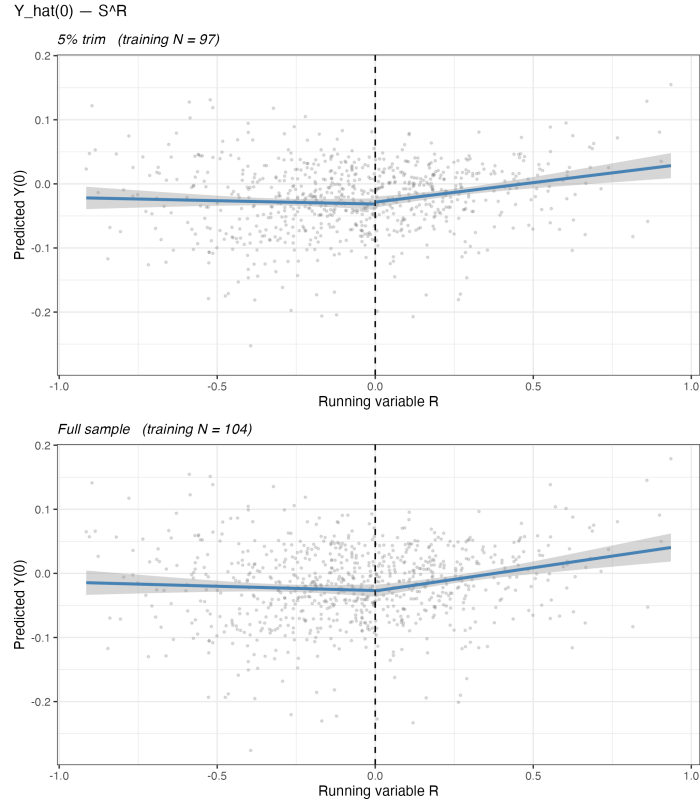 Y_hat(0) — S^R
5% trim (training N = 97)
0.2
0.1
0.0
-0.1
-0.2
Predicted Y(0)
-1.0 -0.5 0.0 0.5 1.0
Running variable R
Full sample (training N = 104)
0.2
0.1
0.0
-0.1
-0.2
Predicted Y(0)
-1.0 -0.5 0.0 0.5 1.0
Running variable R